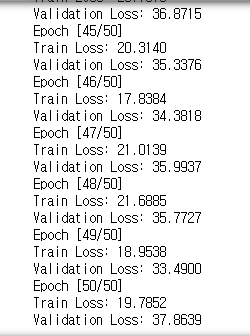 Validation Loss: 36.8715
Epoch [45/50]
Train Loss: 20.3140
Validation Loss: 35.3376
Epoch [46/50]
Train Loss: 17.8384
Validation Loss: 34.3818
Epoch [47/50]
Train Loss: 21.0139
Validation Loss: 35.9937
Epoch [48/50]
Train Loss: 21.6885
Validation Loss: 35.7727
Epoch [49/50]
Train Loss: 18.9538
Validation Loss: 33.4900
Epoch [50/50]
Train Loss: 19.7852
Validation Loss: 37.8639